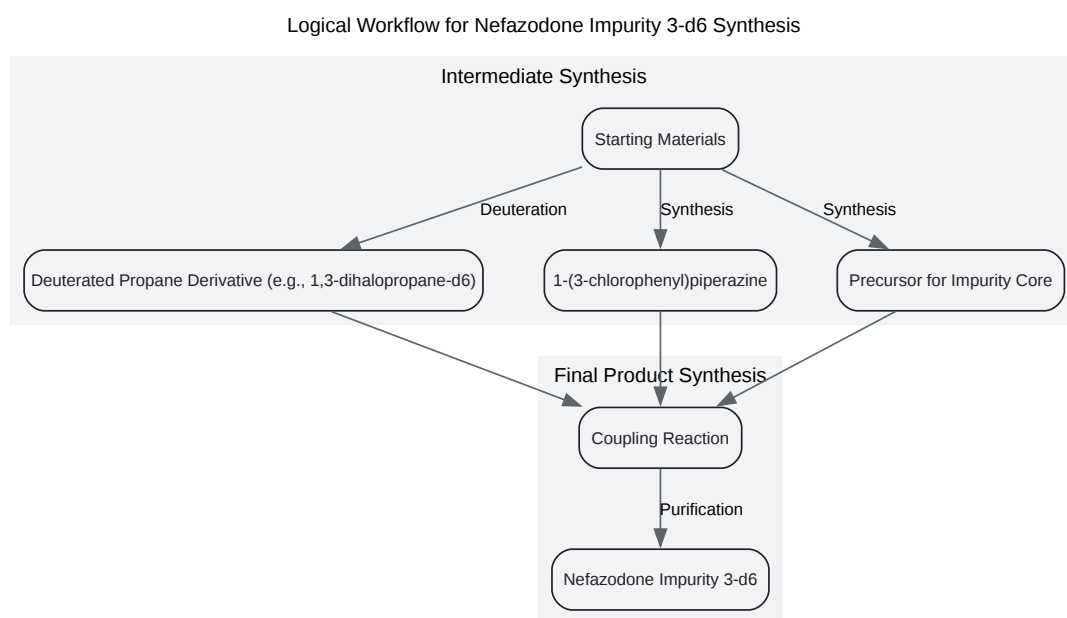 Logical Workflow for Nefazodone Impurity 3-d6 Synthesis
Intermediate Synthesis
Starting Materials
Deuteration
Synthesis
Synthesis
Deuterated Propane Derivative (e.g., 1,3-dihalopropane-d6)
1-(3-chlorophenyl)piperazine
Precursor for Impurity Core
Final Product Synthesis
Coupling Reaction
Purification
Nefazodone Impurity 3-d6